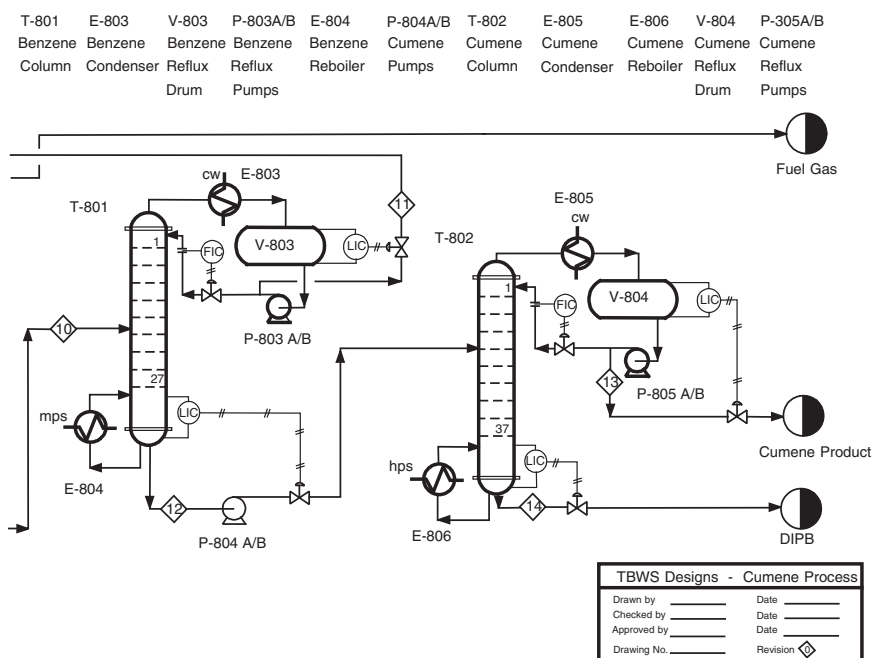 T-801 E-803 V-803 P-803A/B E-804 P-804A/B T-802 E-805 E-806 V-804 P-305A/B
Benzene Benzene Benzene Benzene Benzene Cumene Cumene Cumene Cumene Cumene Cumene
Column Condenser Reflux Reflux Reboiler Pumps Column Condenser Reboiler Reflux Reflux
Drum Pumps Drum Pumps
Fuel Gas
cw E-803
E-805
cw
T-801
11
T-802
1
FIC
V-803
LIC
1
V-804
LIC
FIC
10
P-803 A/B
27
13
P-805 A/B
mps
LIC
37
Cumene Product
hps
LIC
E-804
12
14
P-804 A/B
E-806
DIPB
TBWS Designs - Cumene Process
Drawn by Date
Checked by Date
Approved by Date
Drawing No. Revision 0